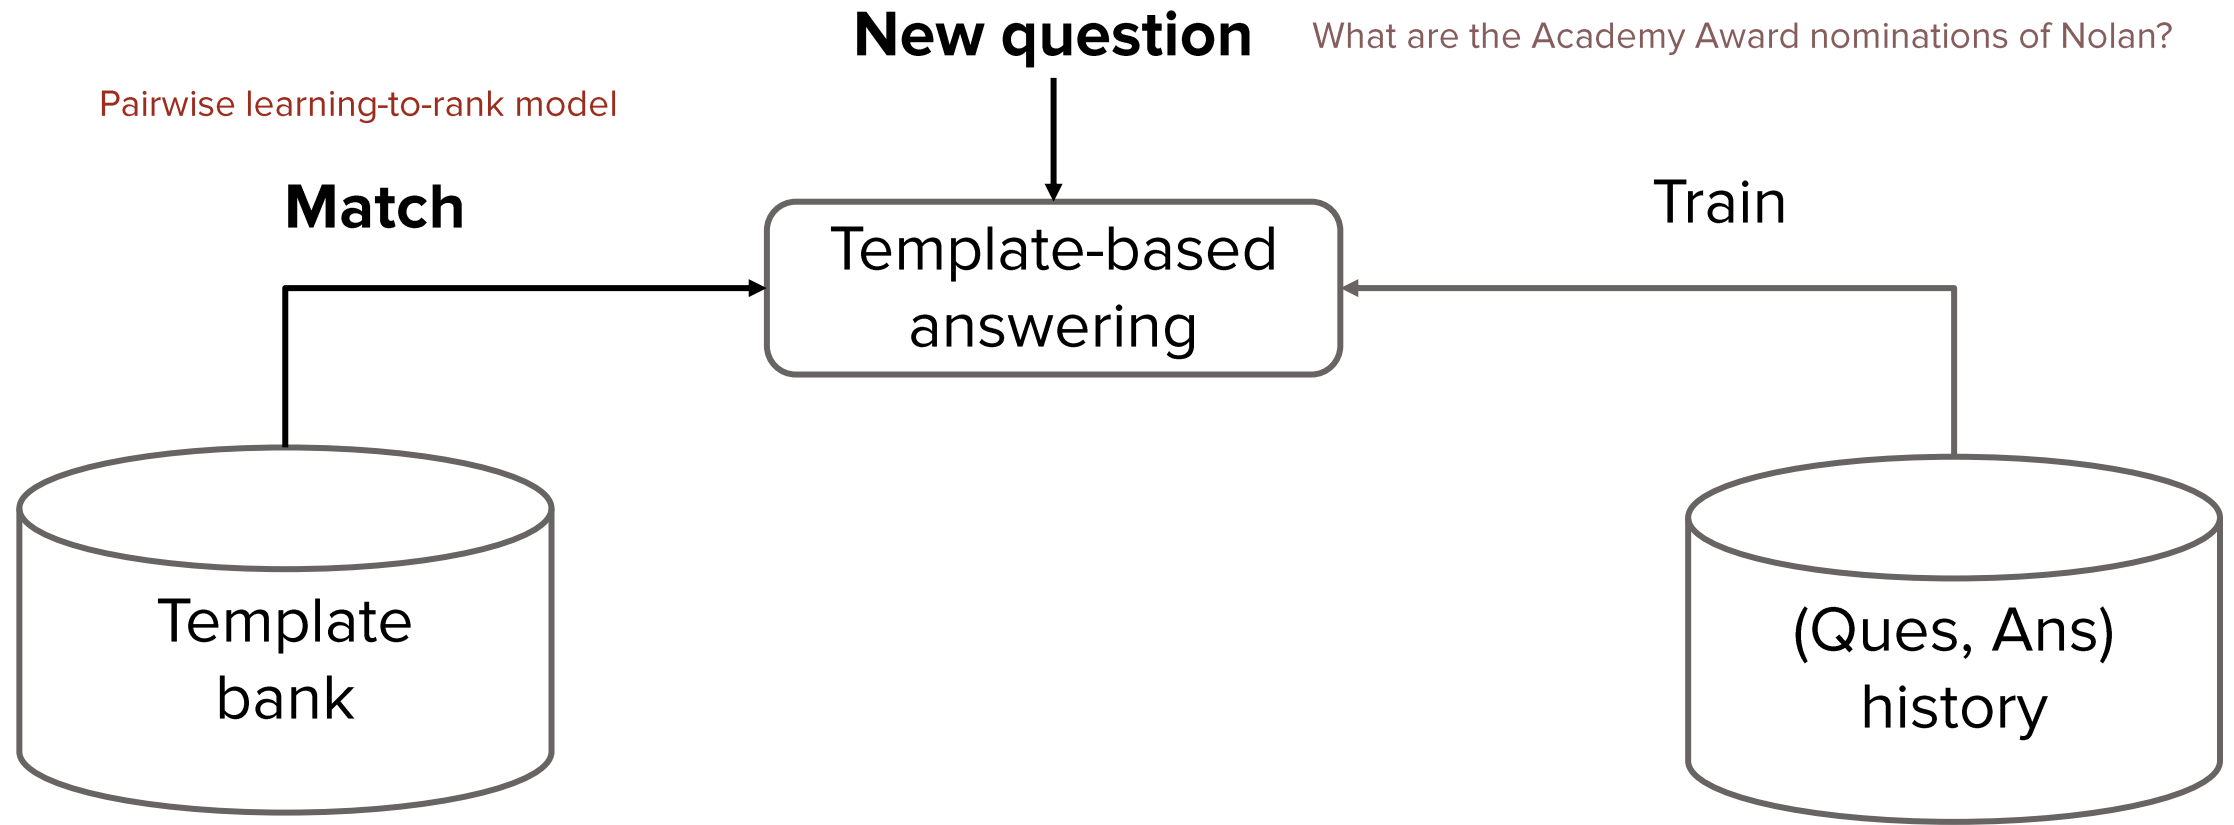 New question
What are the Academy Award nominations of Nolan?
Pairwise learning-to-rank model
Match
Train
Template-based
answering
Template
bank
(Ques, Ans)
history